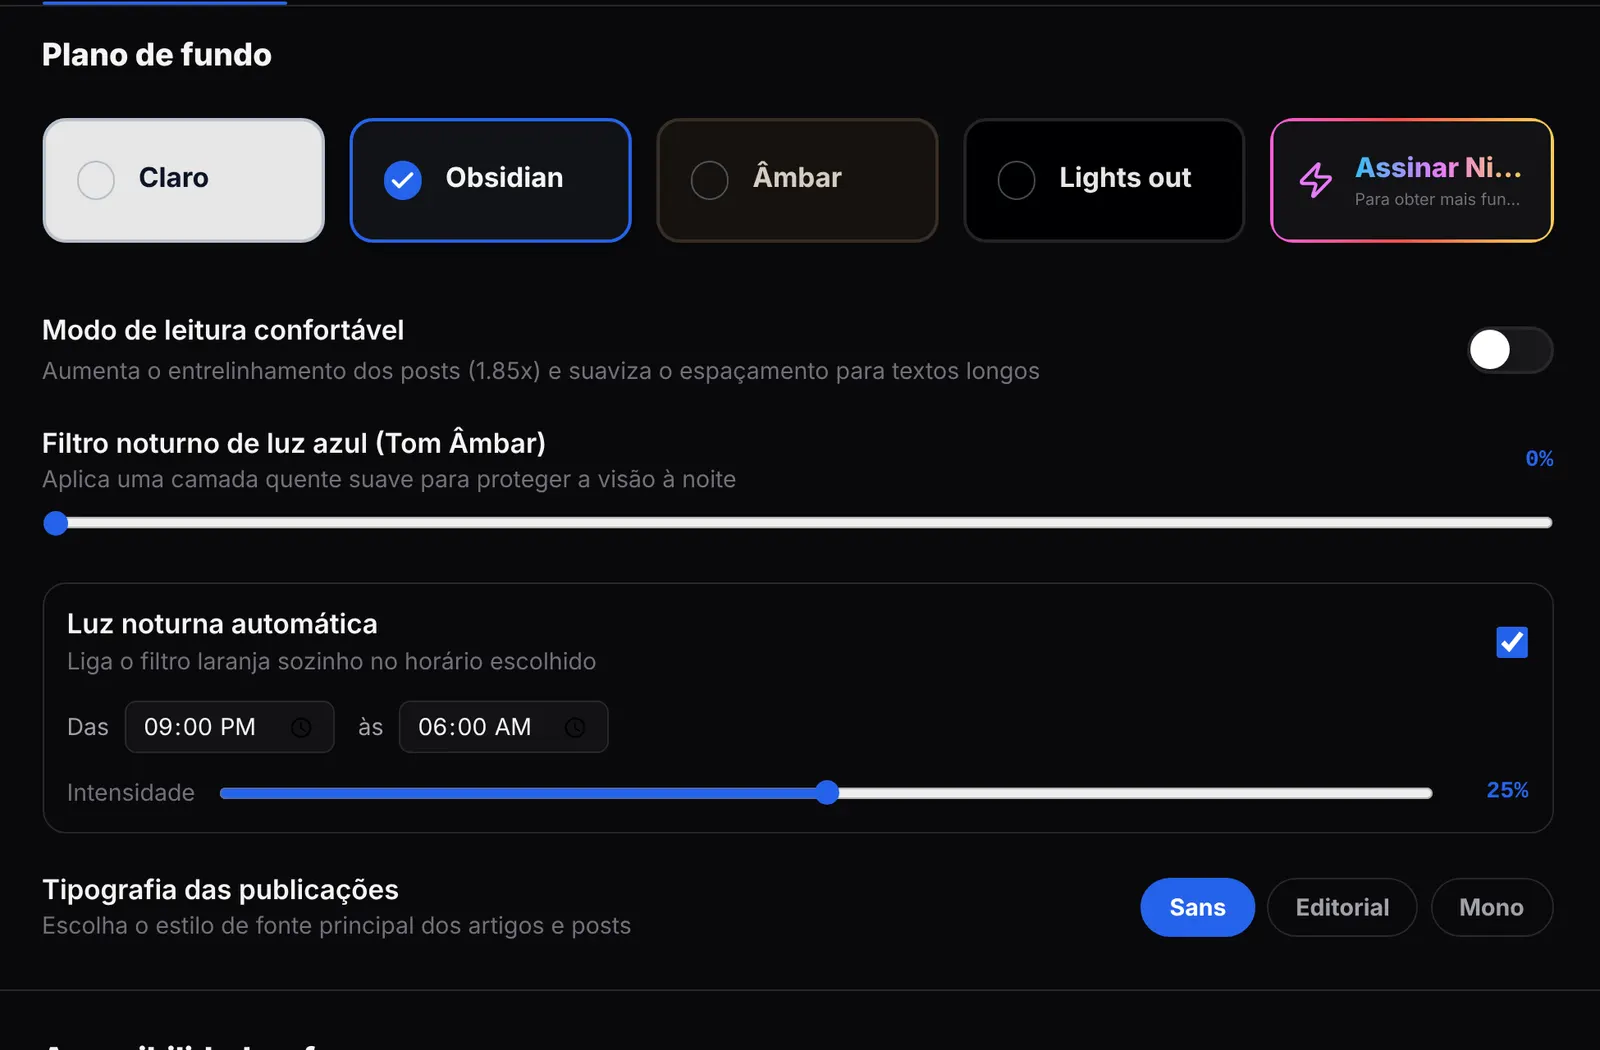 Plano de fundo
Claro
Obsidian
Âmbar
Lights out
Assinar Ni...
Para obter mais fun...
Modo de leitura confortável
Aumenta o entrelinhamento dos posts (1.85x) e suaviza o espaçamento para textos longos
Filtro noturno de luz azul (Tom Âmbar)
0%
Aplica uma camada quente suave para proteger a visão à noite
Luz noturna automática
Liga o filtro laranja sozinho no horário escolhido
Das 09:00 PM às 06:00 AM
Intensidade 25%
Tipografia das publicações
Escolha o estilo de fonte principal dos artigos e posts
Sans
Editorial
Mono